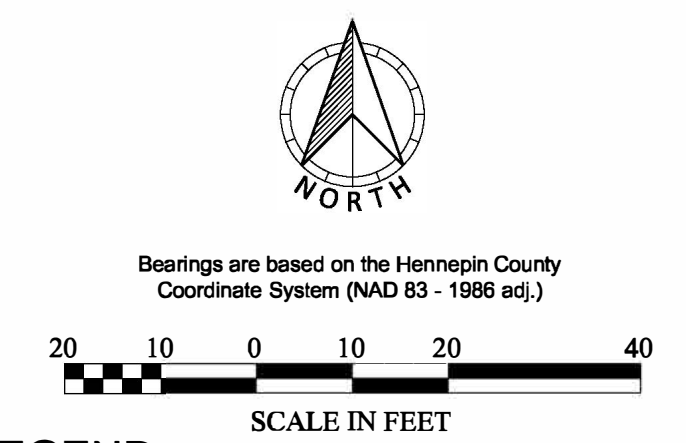 NORTH
Bearings are based on the Hennepin County
Coordinate System (NAD 83 - 1986 adj.)
20 10 0 10 20 40
SCALE IN FEET